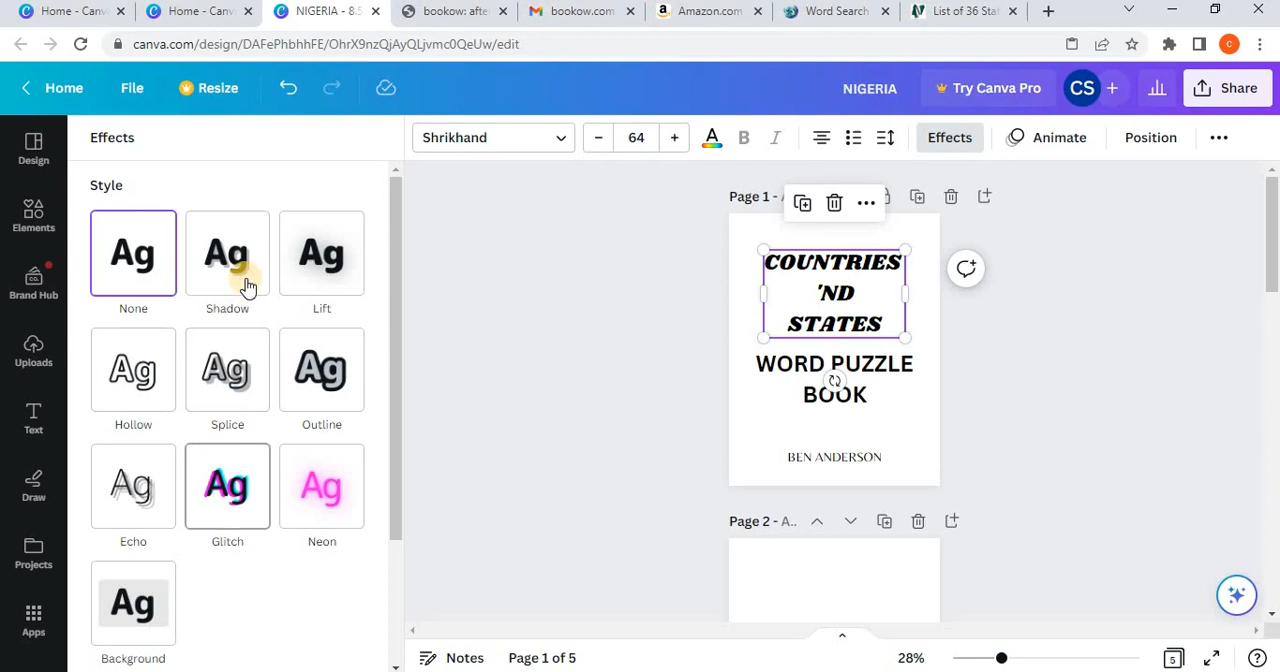 Home - Canv
Home - Canv
NIGERIA - 8.5
bookow: afte
bookow.com
Amazon.com
Word Search
List of 36 Sta
canva.com/design/DAFePhbhhFE/OhrX9nzQjAyQLjvmc0QeUw/edit
C
Home
File
Resize
NIGERIA
Try Canva Pro
CS
Share
Design
Elements
CO.
Brand Hub
Uploads
Text
Draw
Projects
Apps
Effects
Style
Ag
None
Ag
Shadow
Ag
Lift
Ag
Hollow
Ag
Splice
Ag
Outline
Ag
Echo
Ag
Glitch
Ag
Neon
Ag
Background
Shrikhand
64
A
B
I
Effects
Animate
Position
Page 1 -
COUNTRIES
'ND
STATES
WORD PUZZLE
BOOK
BEN ANDERSON
Page 2 - A..
Notes
Page 1 of 5
28%
5